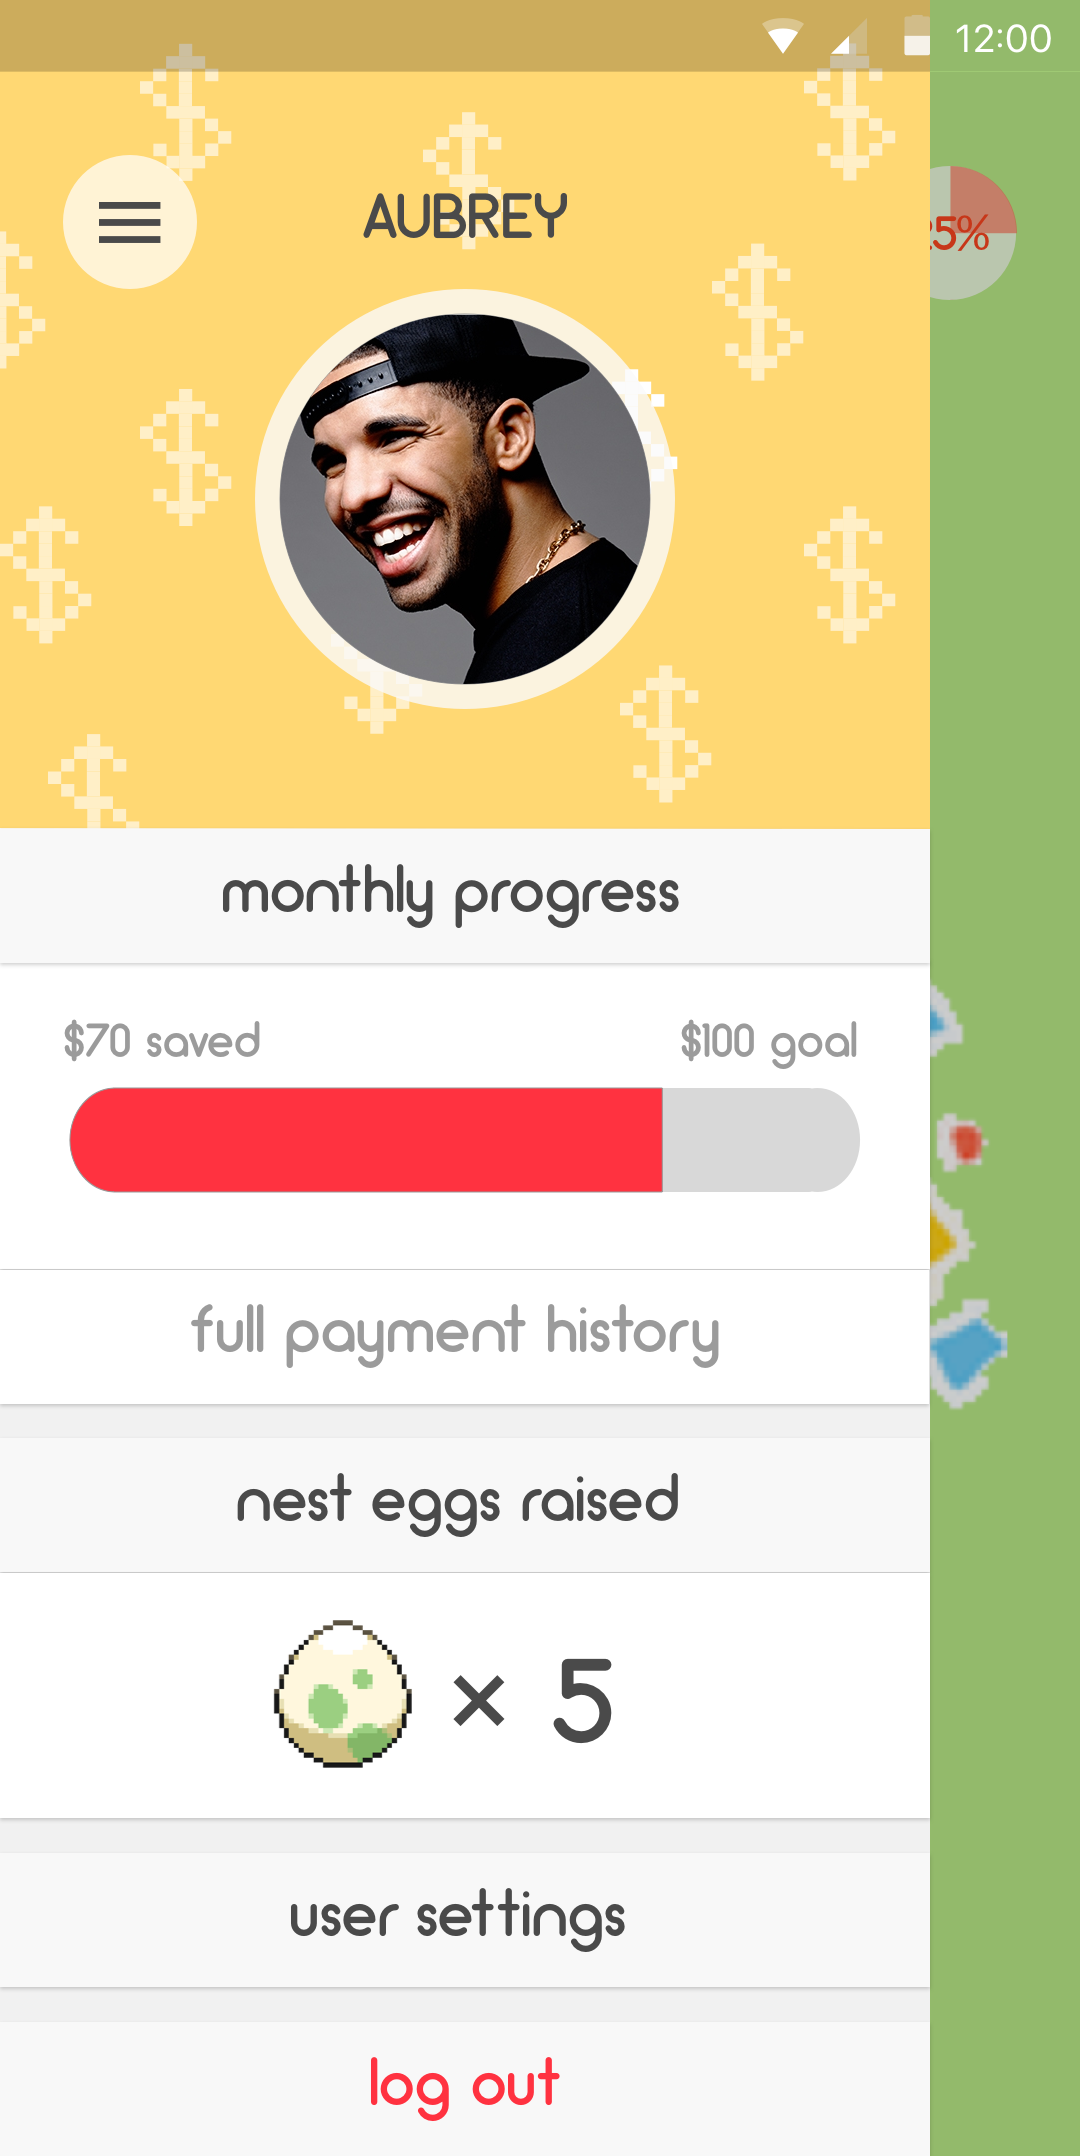 12:00
AUBREY
25%
monthly progress
$70 saved
$100 goal
full payment history
nest eggs raised
× 5
user settings
log out